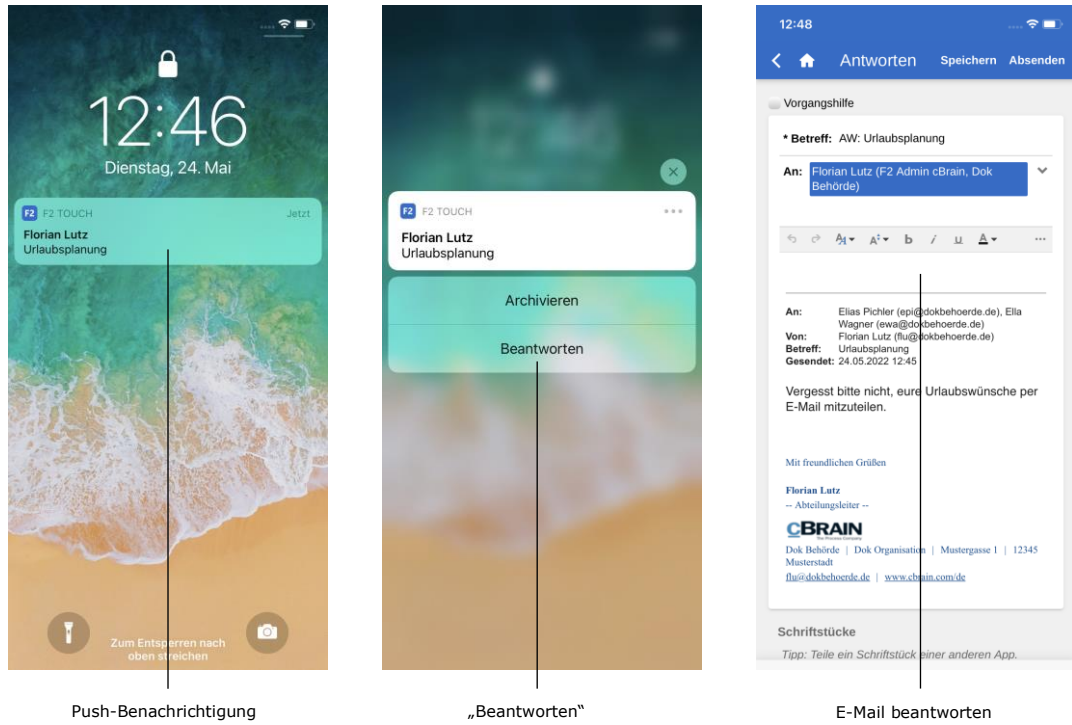 12:46
Dienstag, 24. Mai
F2 F2 TOUCH Jetzt
Florian Lutz
Urlaubsplanung
Zum Entsperren nach
oben streichen
Push-Benachrichtigung
F2 F2 TOUCH
Florian Lutz
Urlaubsplanung
Archivieren
Beantworten
„Beantworten“
12:48
Antworten Speichern Absenden
Vorgangshilfe
* Betreff: AW: Urlaubsplanung
An: Florian Lutz (F2 Admin cBrain, Dok
Behörde)
b i u A
An: Elias Pichler (epi@dokbehoerde.de), Ella
Wagner (ewa@dokbehoerde.de)
Von: Florian Lutz (flu@dokbehoerde.de)
Betreff: Urlaubsplanung
Gesendet: 24.05.2022 12:45
Vergesst bitte nicht, eure Urlaubswünsche per
E-Mail mitzuteilen.
Mit freundlichen Grüßen
Florian Lutz
-- Abteilungsleiter --
CBRAIN
The Process Company
Dok Behörde | Dok Organisation | Mustergasse 1 | 12345
Musterstadt
flu@dokbehoerde.de | www.cbrain.com/de
Schriftstücke
Tipp: Teile ein Schriftstück einer anderen App.
E-Mail beantworten